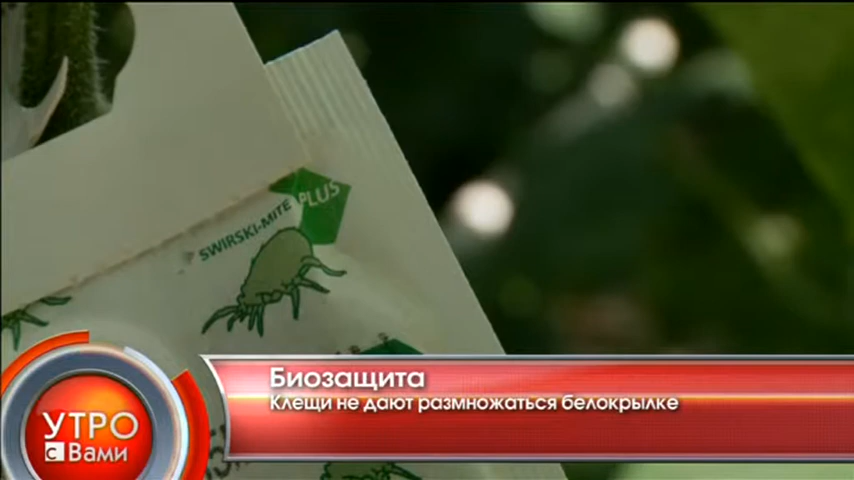 SWIRSKI-MITE PLUS
Биозащита
Клещи не дают размножаться белокрылке
УТРО
с Вами